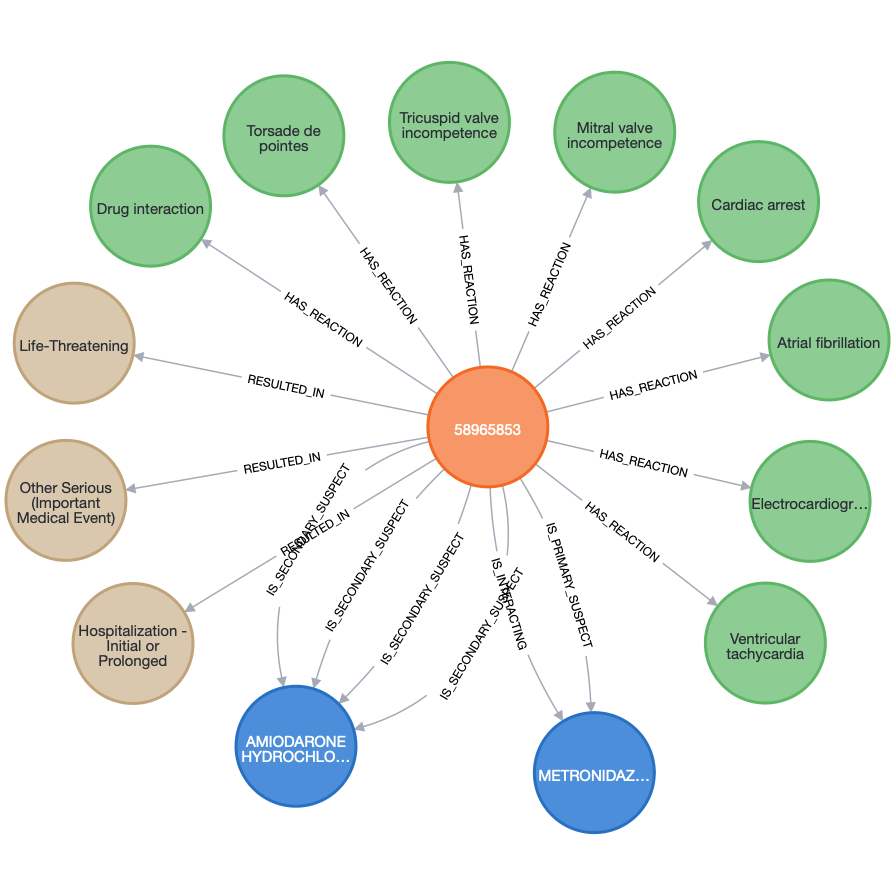 Tricuspid valve
incompetence
Torsade de
pointes
Mitral valve
incompetence
Drug interaction
Cardiac arrest
HAS_REACTION
HAS_REACTION
HAS_REACTION
HAS_REACTION
HAS_REACTION
Life-Threatening
Atrial fibrillation
RESULTED_IN
HAS_REACTION
58965853
Other Serious
(Important
Medical Event)
RESULTED_IN
HAS_REACTION
Electrocardiogr…
RESULTED_IN
HAS_REACTION
IS_SECONDARY_SUSPECT
IS_SECONDARY_SUSPECT
IS_SECONDARY_SUSPECT
IS_SECONDARY_SUSPECT
IS_INTERACTING
IS_PRIMARY_SUSPECT
Hospitalization -
Initial or
Prolonged
Ventricular
tachycardia
AMIODARONE
HYDROCHLO…
METRONIDAZ…